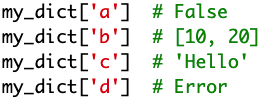 my_dict['a']  # False
my_dict['b']  # [10, 20]
my_dict['c']  # 'Hello'
my_dict['d']  # Error